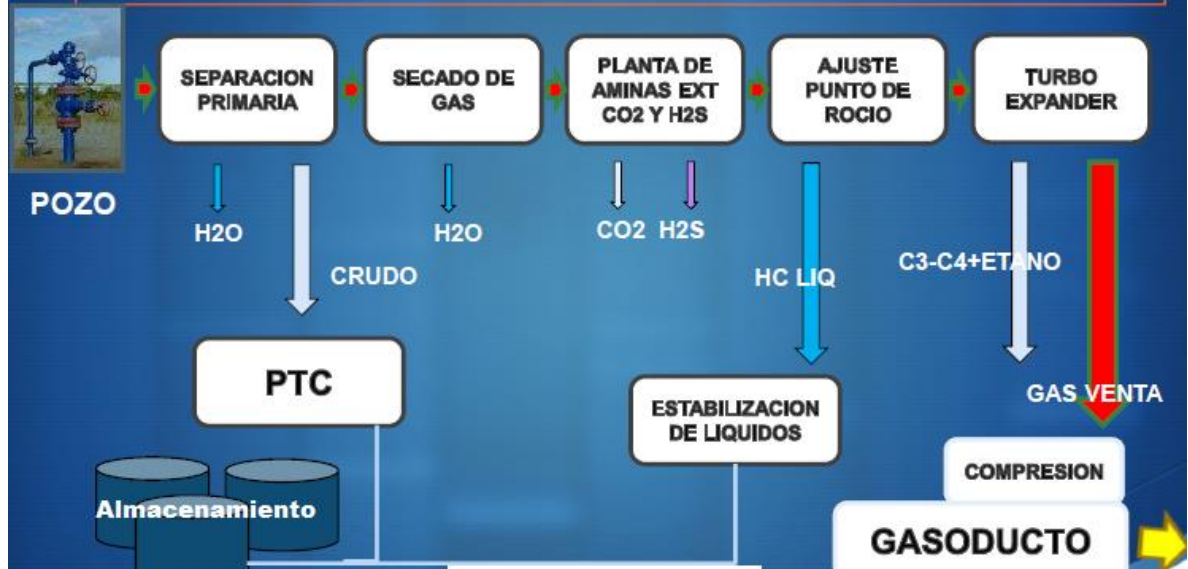 SEPARACION
PRIMARIA
SECADO DE
GAS
PLANTA DE
AMINAS EXT
CO2 Y H2S
AJUSTE
PUNTO DE
ROCIO
TURBO
EXPANDER
POZO
H2O
H2O
CO2
H2S
CRUDO
HC LIQ
C3-C4+ETANO
GAS VENTA
PTC
ESTABILIZACION
DE LIQUIDOS
COMPRESION
Almacenamiento
GASODUCTO